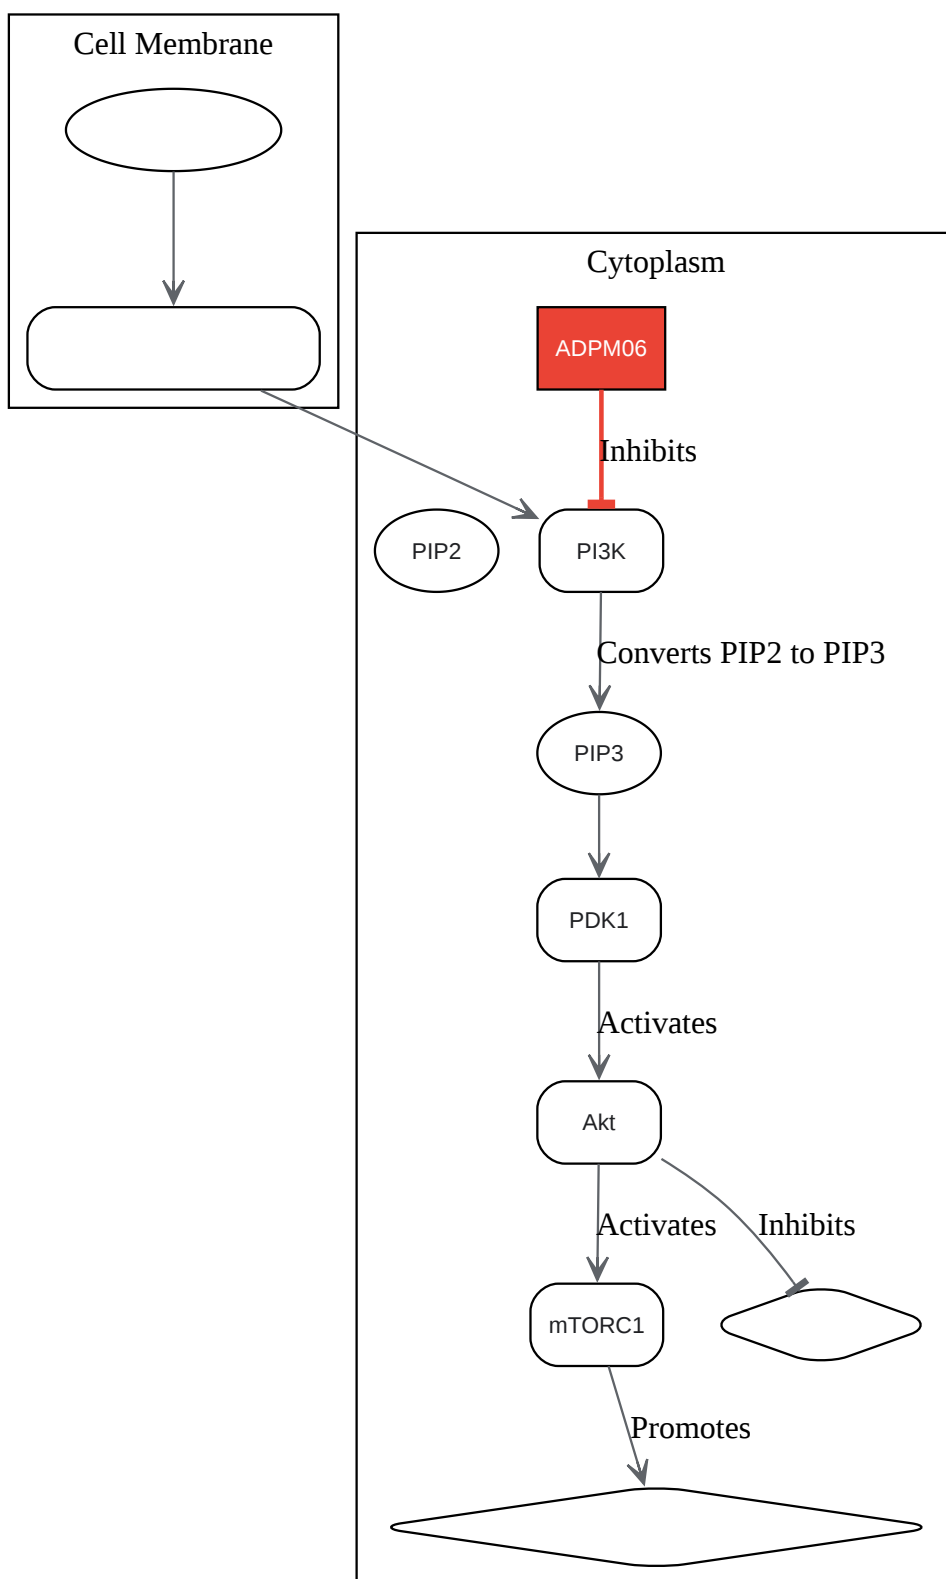 Cell Membrane
Cytoplasm
ADPM06
Inhibits
PIP2
PI3K
Converts PIP2 to PIP3
PIP3
PDK1
Activates
Akt
Activates
Inhibits
mTORC1
Promotes